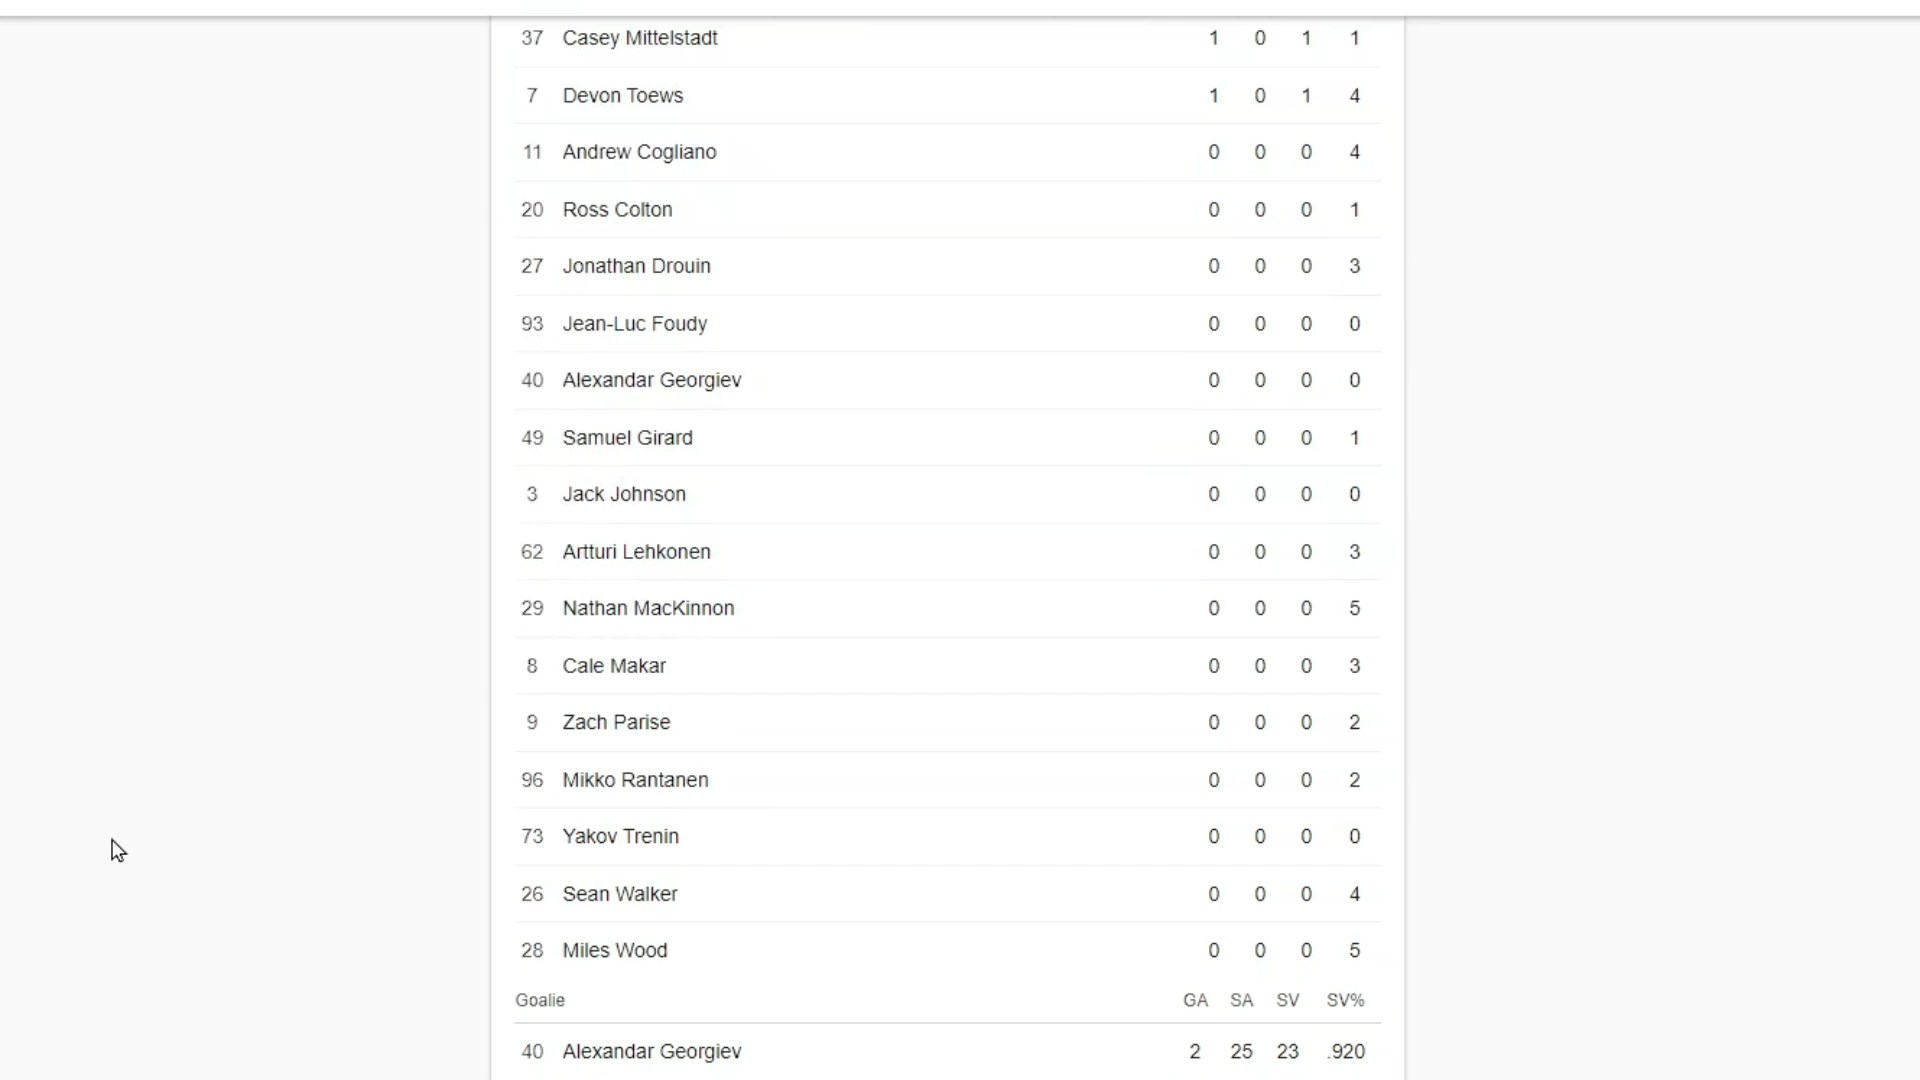 37 Casey Mittelstadt 1 0 1 1
7 Devon Toews 1 0 1 4
11 Andrew Cogliano 0 0 0 4
20 Ross Colton 0 0 0 1
27 Jonathan Drouin 0 0 0 3
93 Jean-Luc Foudy 0 0 0 0
40 Alexandar Georgiev 0 0 0 0
49 Samuel Girard 0 0 0 1
3 Jack Johnson 0 0 0 0
62 Artturi Lehkonen 0 0 0 3
29 Nathan MacKinnon 0 0 0 5
8 Cale Makar 0 0 0 3
9 Zach Parise 0 0 0 2
96 Mikko Rantanen 0 0 0 2
73 Yakov Trenin 0 0 0 0
26 Sean Walker 0 0 0 4
28 Miles Wood 0 0 0 5
Goalie GA SA SV SV%
40 Alexandar Georgiev 2 25 23 .920